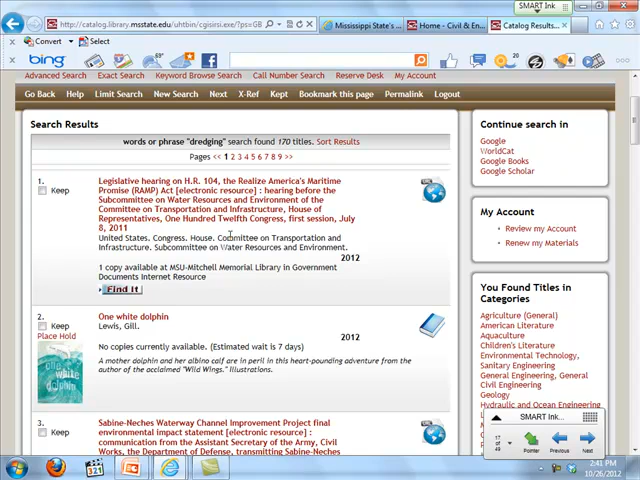 SMART Ink
http://catalog.library.msstate.edu/uhtbin/cgisirsi.exe/?ps=GB
Mississippi State's...
Home - Civil & En...
Catalog Results...
Convert
Select
bing
20
Advanced Search Exact Search Keyword Browse Search Call Number Search Reserve Desk My Account
Go Back Help Limit Search New Search Next X-Ref Kept Bookmark this page Permalink Logout
Search Results
words or phrase "dredging" search found 170 titles. Sort Results
Pages << 1 2 3 4 5 6 7 8 9 >>
1.
Keep
Legislative hearing on H.R. 104, the Realize America's Maritime
Promise (RAMP) Act [electronic resource] : hearing before the
Subcommittee on Water Resources and Environment of the
Committee on Transportation and Infrastructure, House of
Representatives, One Hundred Twelfth Congress, first session, July
8, 2011
United States. Congress. House. Committee on Transportation and
Infrastructure. Subcommittee on Water Resources and Environment.
2012
1 copy available at MSU-Mitchell Memorial Library in Government
Documents Internet Resource
Find It
2.
Keep
Place Hold
One white dolphin
Lewis, Gill.
2012
No copies currently available. (Estimated wait is 7 days)
A mother dolphin and her albino calf are in peril in this heart-pounding adventure from the
author of the acclaimed "Wild Wings." Illustrations.
one
white
dolphin
3.
Keep
Sabine-Neches Waterway Channel Improvement Project final
environmental impact statement [electronic resource] :
communication from the Assistant Secretary of the Army, Civil
Works, the Department of Defense, transmitting Sabine-Neches
Continue search in
Google
WorldCat
Google Books
Google Scholar
My Account
Review my Account
Renew my Materials
You Found Titles in
Categories
Agriculture (General)
American Literature
Aquaculture
Children's Literature
Environmental Technology,
Sanitary Engineering
General Engineering, General
Civil Engineering
Geology
Hydraulic and Ocean Engineering
SMART Ink...
17
of
49
Pointer
Previous
Next
321
2:41 PM
10/26/2012